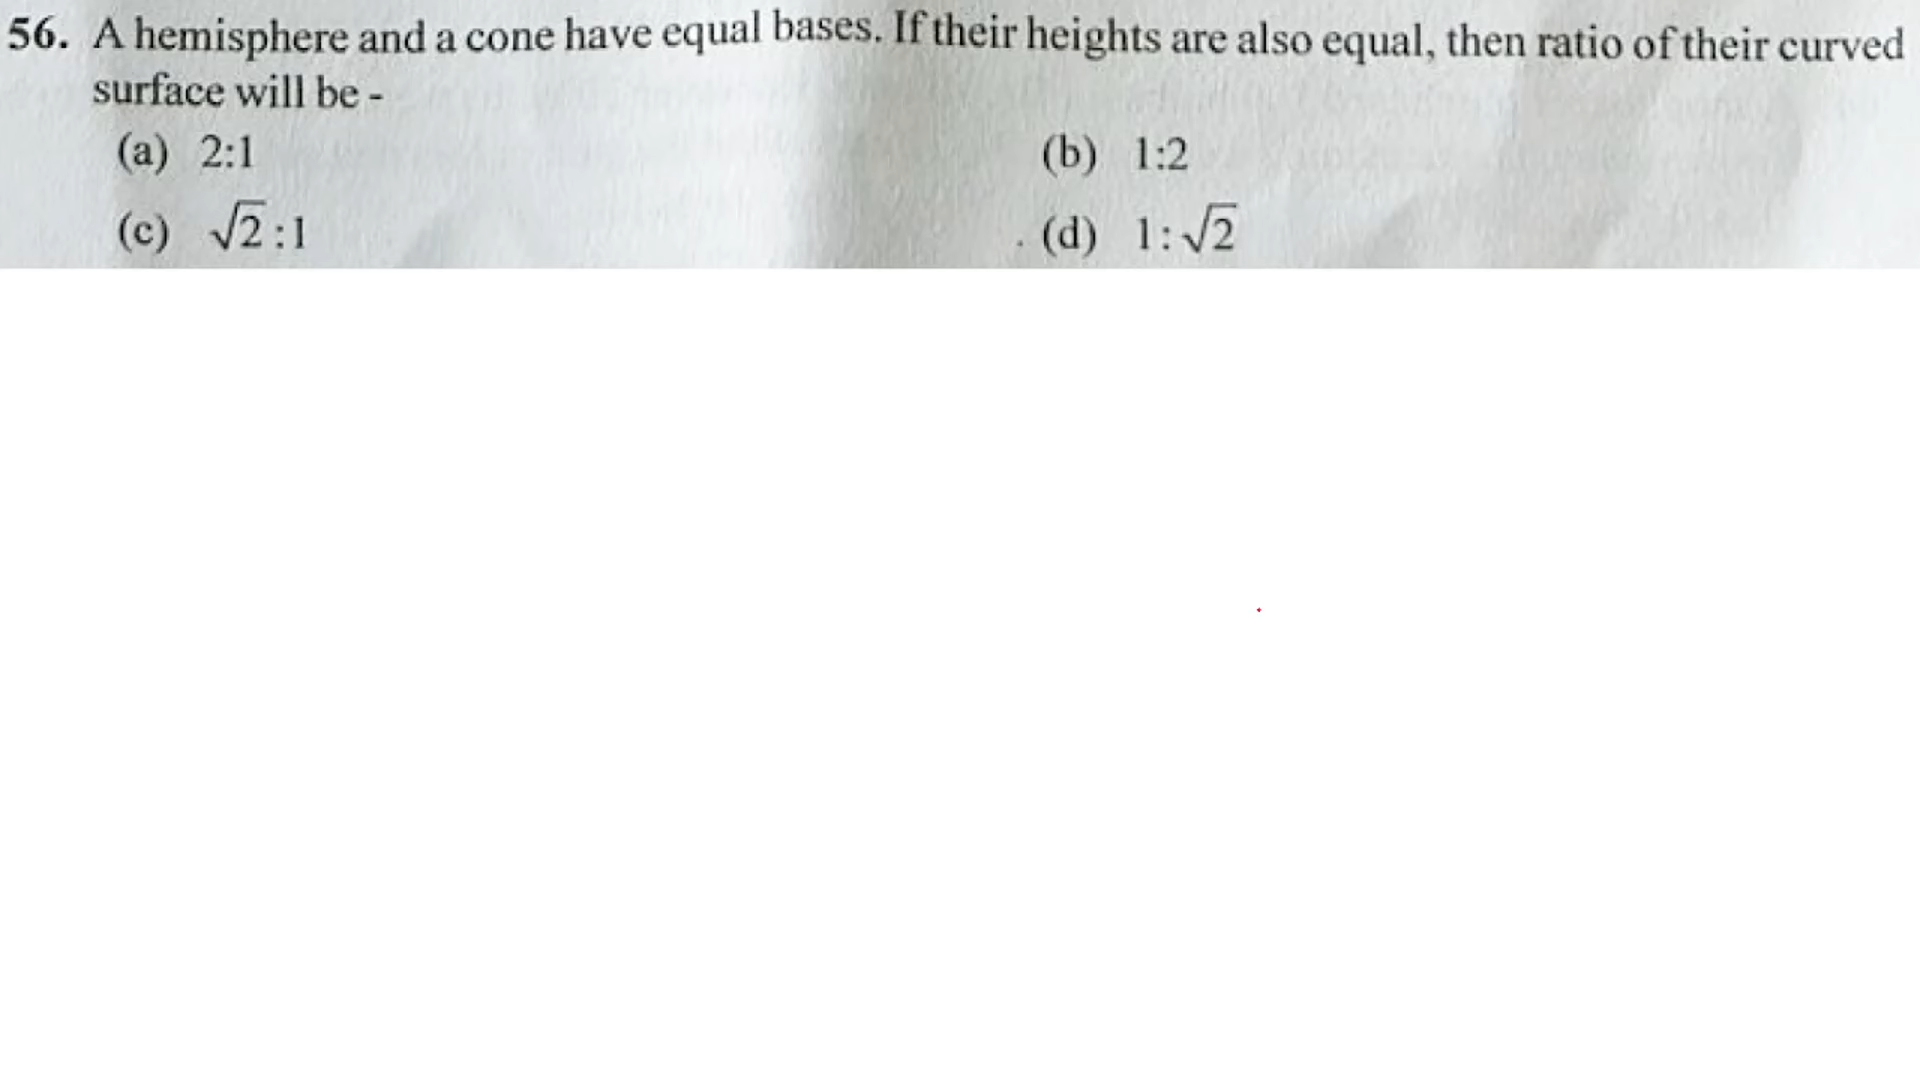 56. A hemisphere and a cone have equal bases. If their heights are also equal, then ratio of their curved
surface will be -
(a) 2:1
(b) 1:2
(c) √2:1
(d) 1:√2